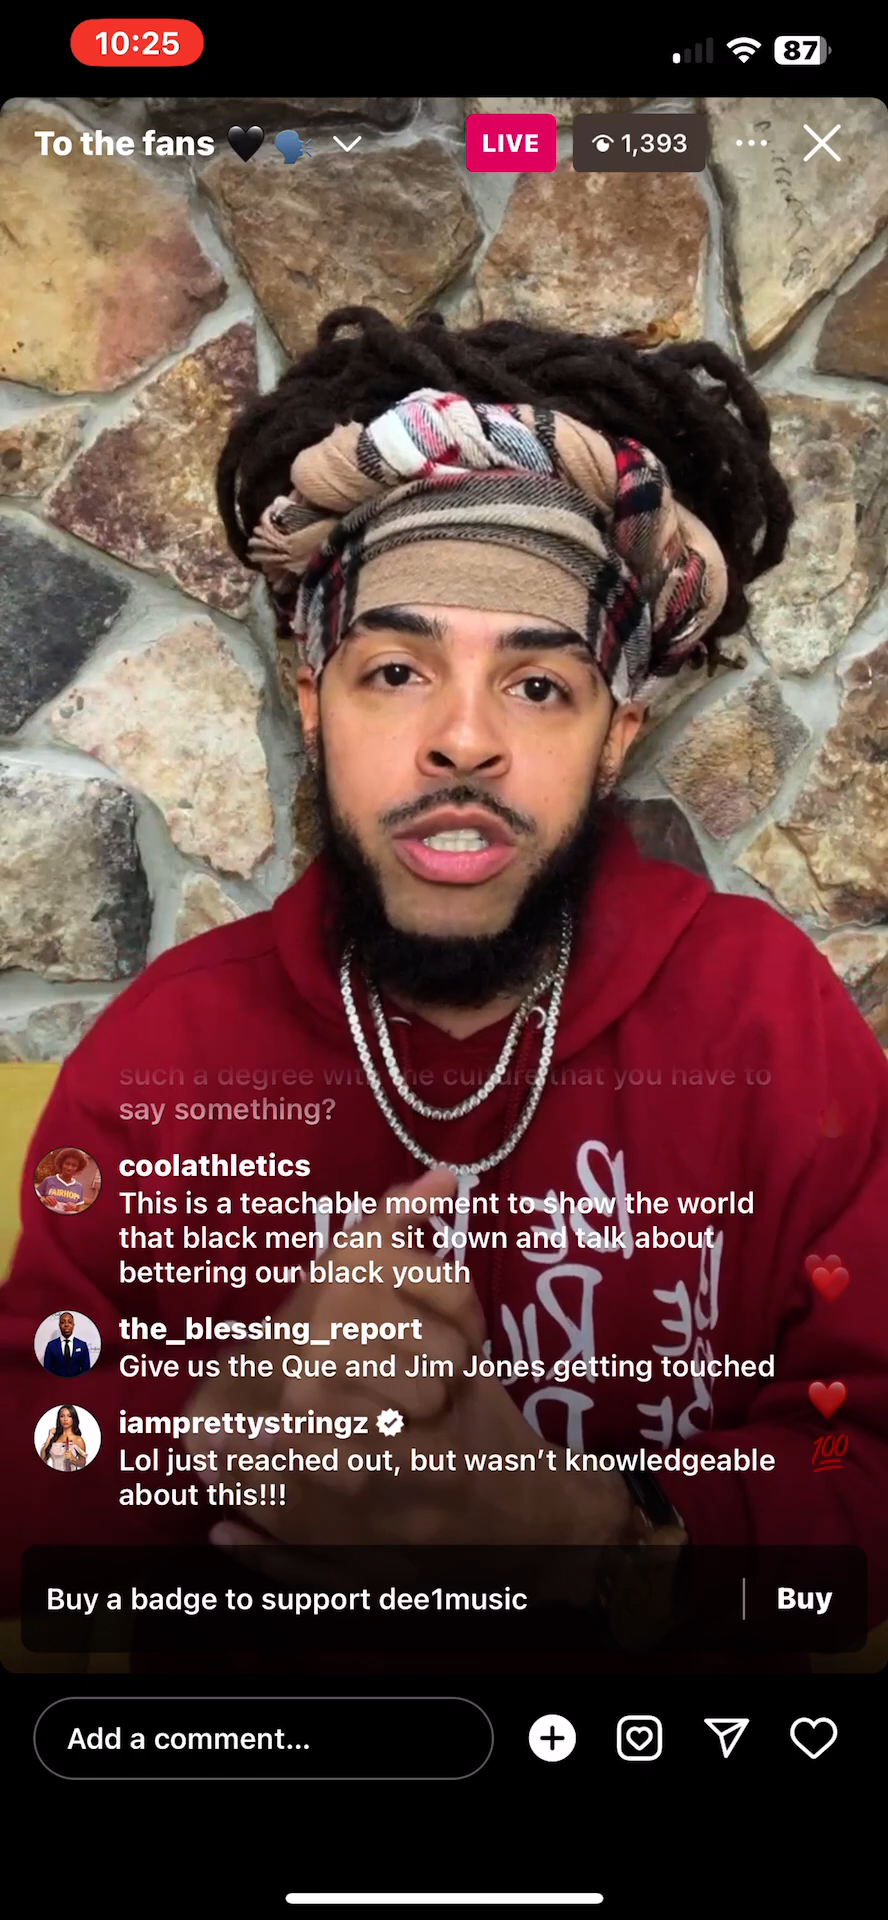 10:25
87
To the fans 🖤 🗣
LIVE
1,393
such a degree with the culture that you have to
say something?
coolathletics
This is a teachable moment to show the world
that black men can sit down and talk about
bettering our black youth
the_blessing_report
Give us the Que and Jim Jones getting touched
iamprettystringz
Lol just reached out, but wasn't knowledgeable
about this!!!
100
Buy a badge to support dee1music
Buy
Add a comment...